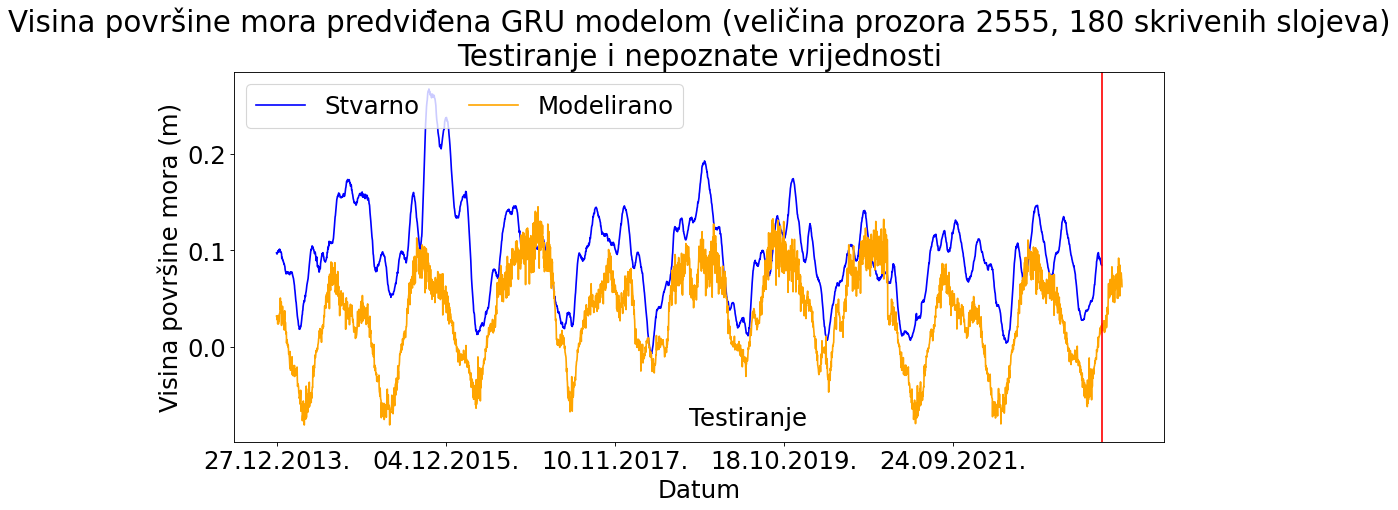 Visina površine mora predviđena GRU modelom (veličina prozora 2555, 180 skrivenih slojeva)
Testiranje i nepoznate vrijednosti
Stvarno Modelirano
Visina površine mora (m)
0.2
0.1
0.0
Testiranje
27.12.2013. 04.12.2015. 10.11.2017. 18.10.2019. 24.09.2021.
Datum